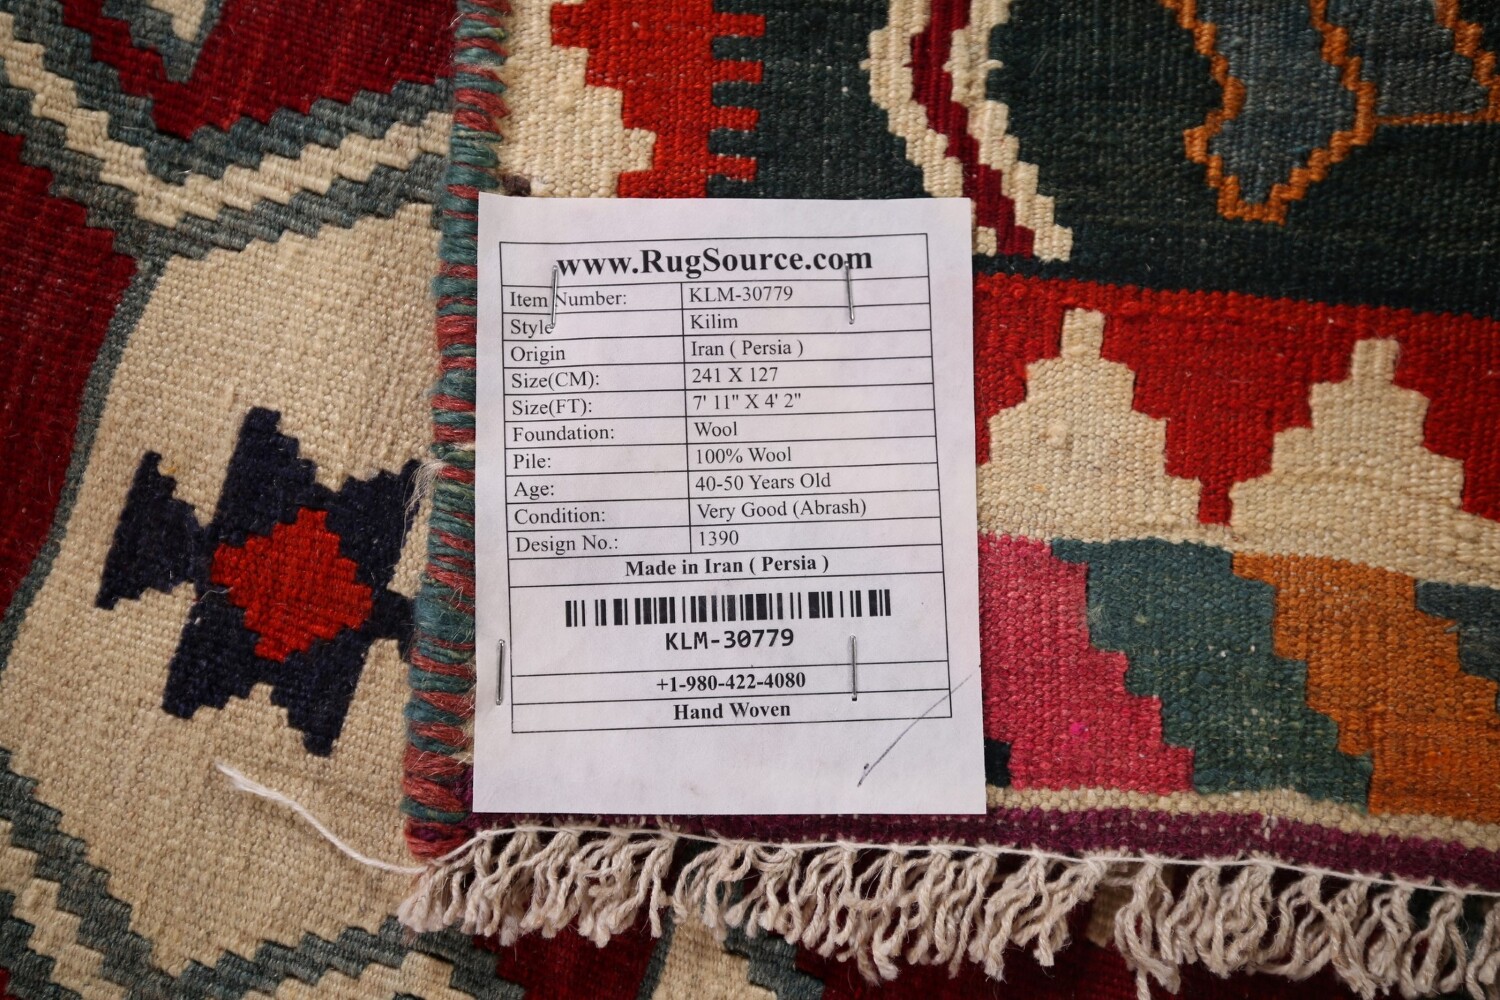 www.RugSource.com
Item Number: KLM-30779
Style Kilim
Origin Iran ( Persia )
Size(CM): 241 X 127
Size(FT): 7' 11" X 4' 2"
Foundation: Wool
Pile: 100% Wool
Age: 40-50 Years Old
Condition: Very Good (Abrash)
Design No.: 1390
Made in Iran ( Persia )
KLM-30779
+1-980-422-4080
Hand Woven